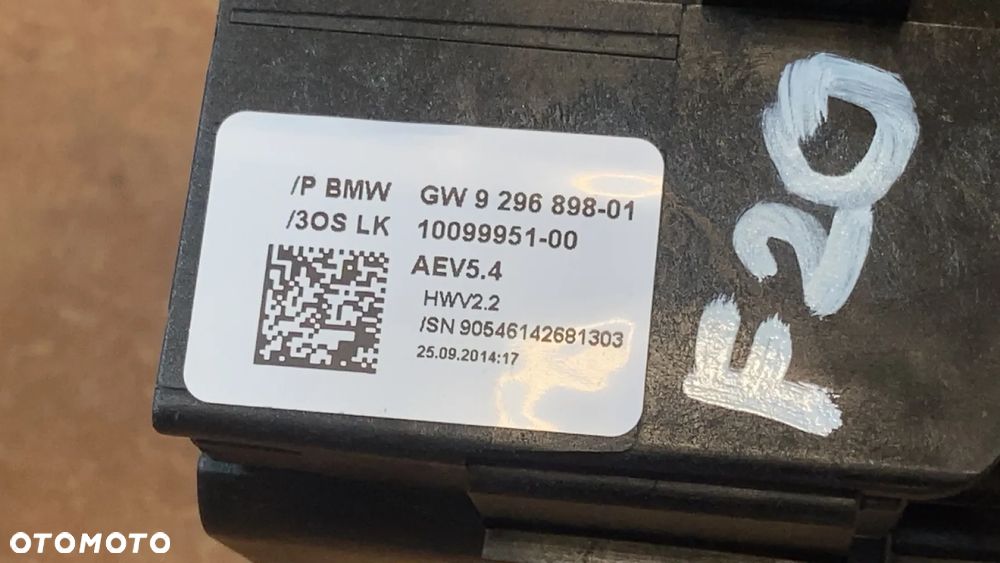 /P BMW GW 9 296 898-01
/3OS LK 10099951-00
AEV5.4
HWV2.2
/SN 90546142681303
25.09.2014:17
F20
OTOMOTO